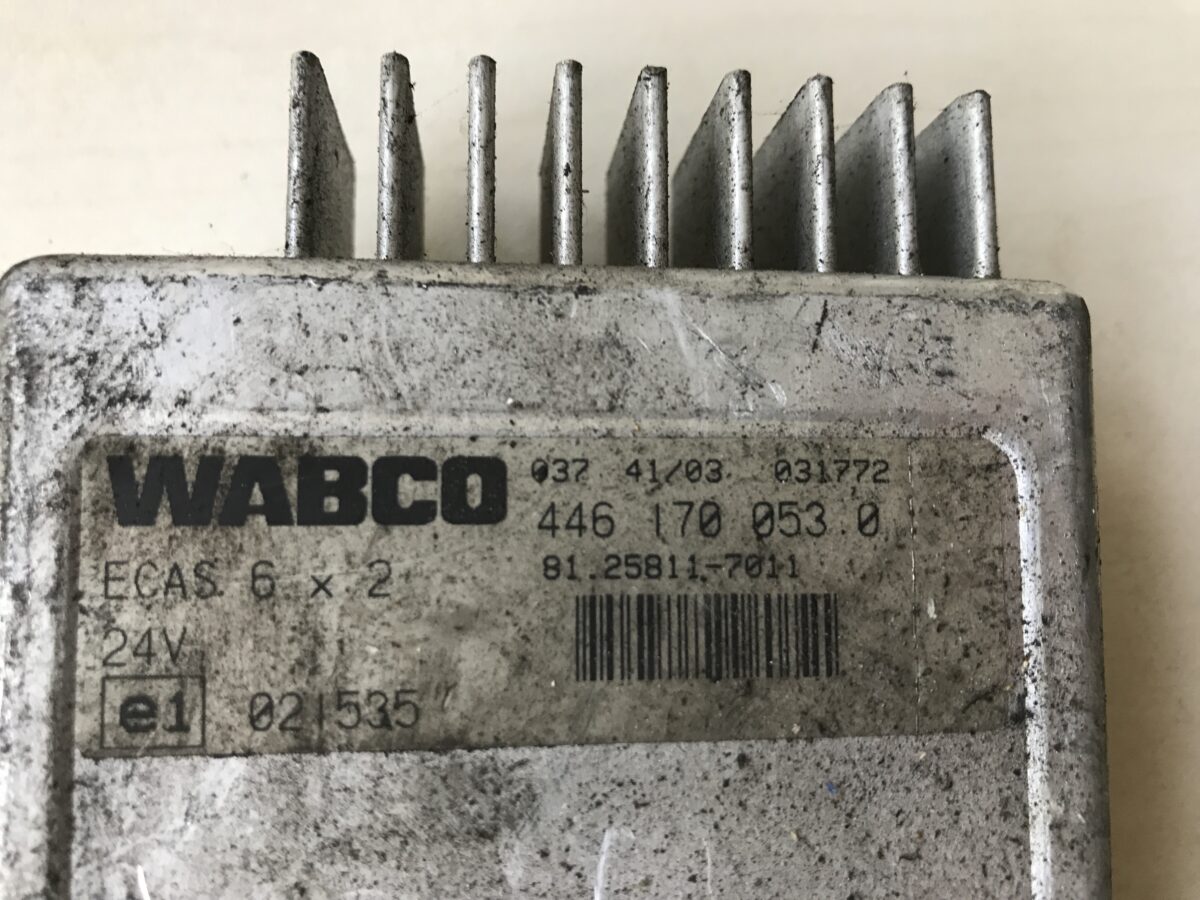 WABCO 037 41/03 031772
446 170 053 0
81.25811-7011
ECAS 6 x 2
24V
e1 021535